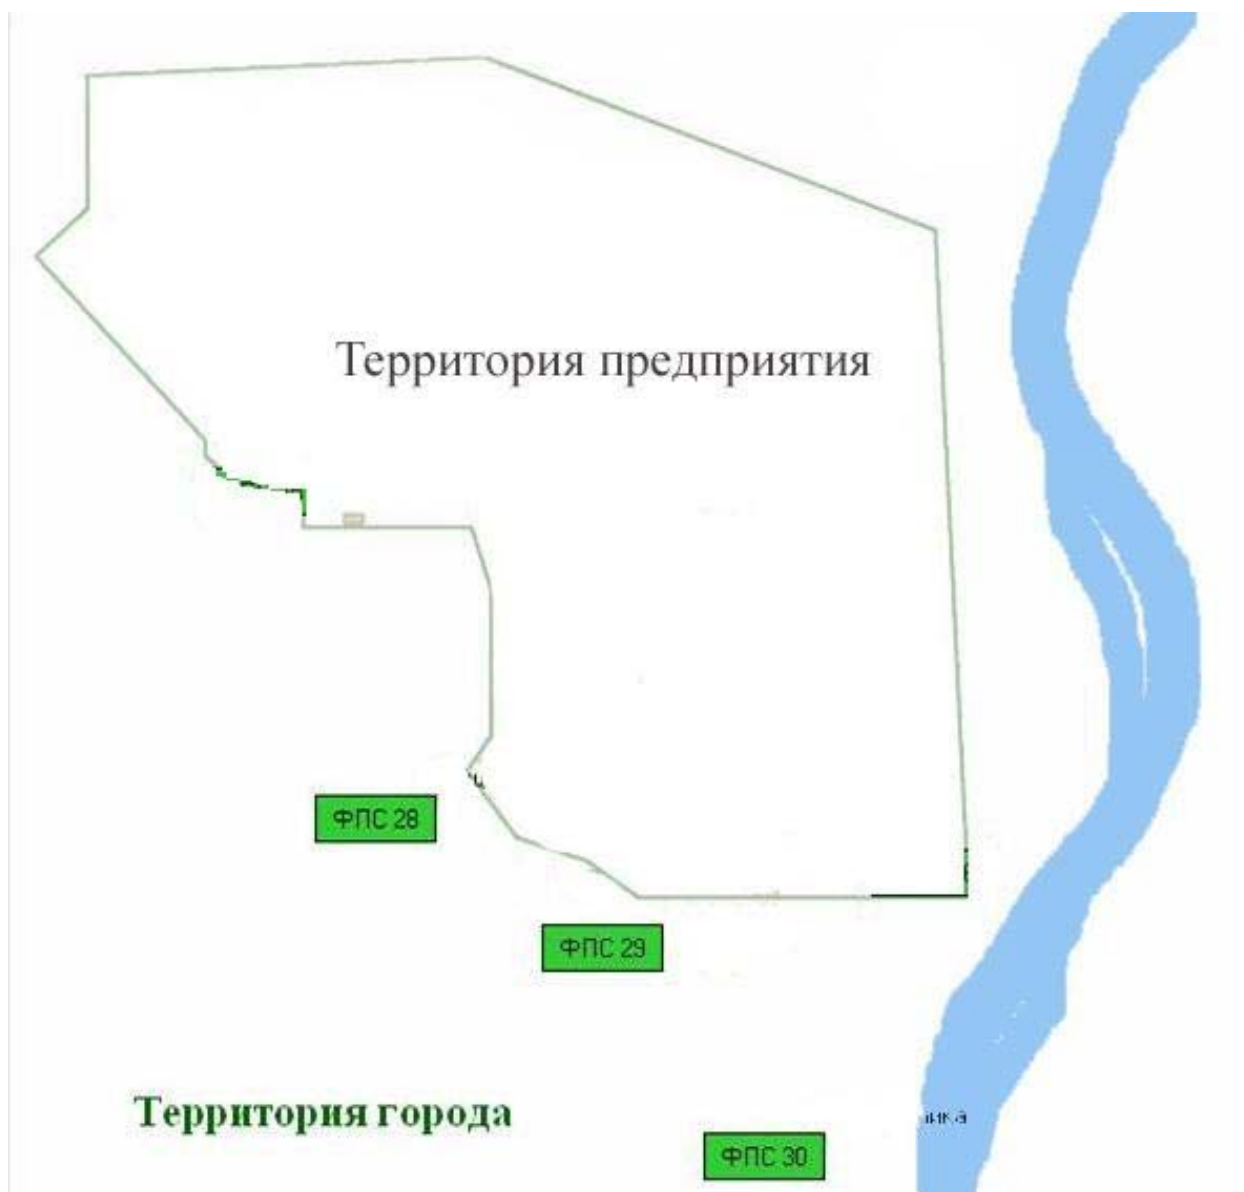 Территория предприятия
ФПС 28
ФПС 29
Территория города
ФПС 30